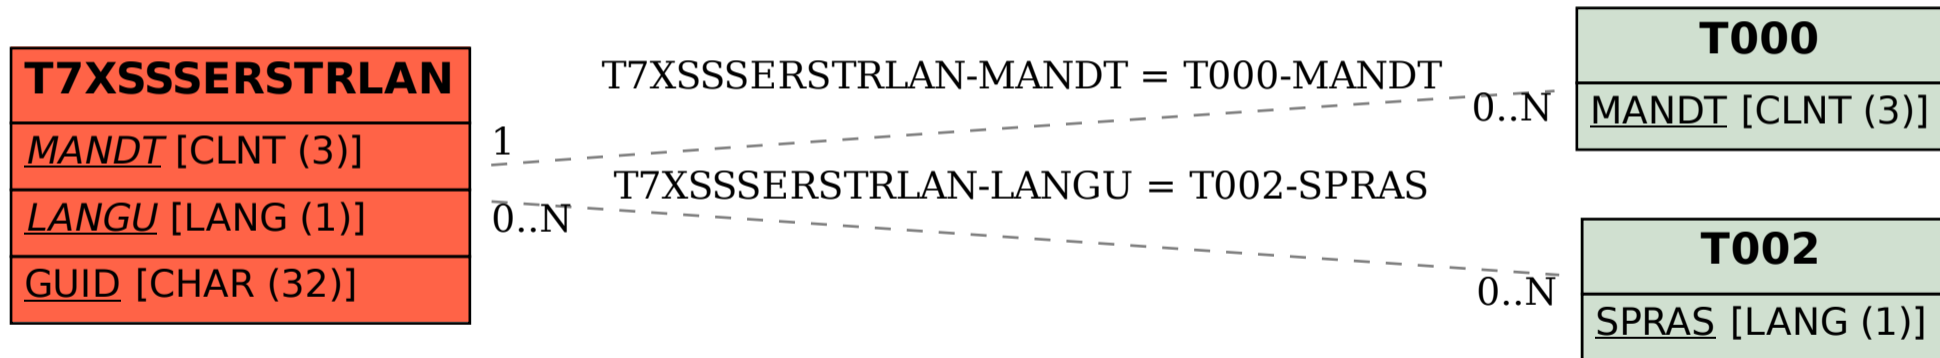 T7XSSSERSTRLAN
MANDT [CLNT (3)]
LANGU [LANG (1)]
GUID [CHAR (32)]
T7XSSSERSTRLAN-MANDT = T000-MANDT
1
0..N
T7XSSSERSTRLAN-LANGU = T002-SPRAS
0..N
0..N
T000
MANDT [CLNT (3)]
T002
SPRAS [LANG (1)]